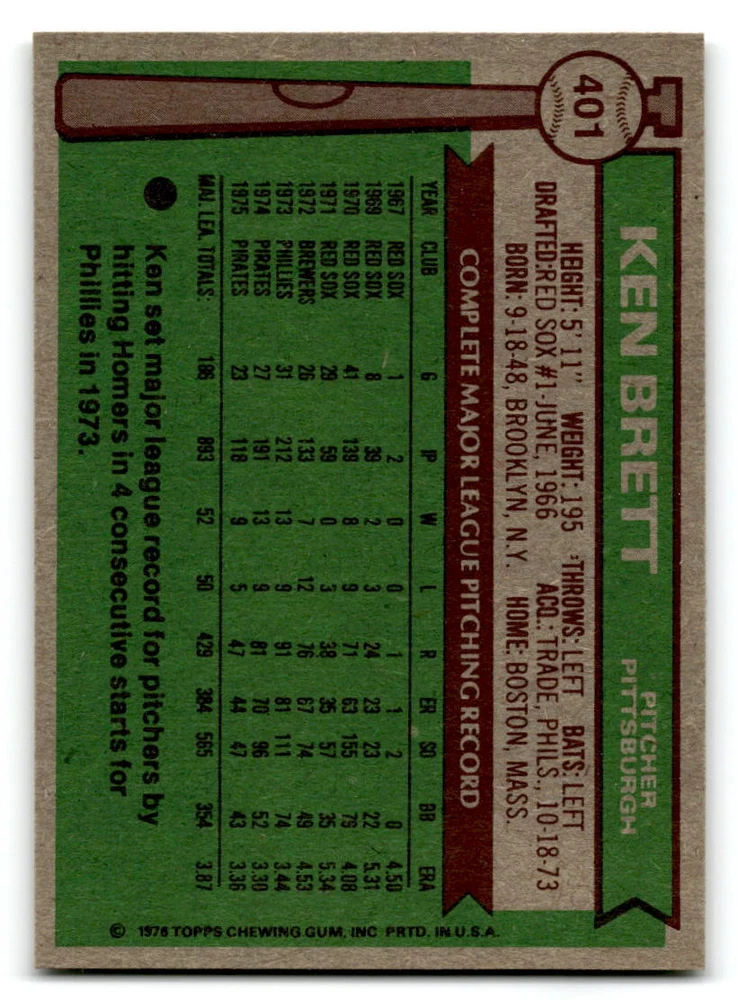 401
KEN BRETT
PITCHER
PITTSBURGH
HEIGHT: 5' 11" WEIGHT: 195 THROWS: LEFT BATS: LEFT
DRAFTED: RED SOX #1-JUNE, 1966 ACQ.: TRADE, PHILS., 10-18-73
BORN: 9-18-48, BROOKLYN, N.Y. HOME: BOSTON, MASS.
COMPLETE MAJOR LEAGUE PITCHING RECORD
YEAR CLUB G IP W L R ER SO BB ERA
1967 RED SOX 1 2 0 0 1 1 2 0 4.50
1969 RED SOX 8 39 2 3 24 23 23 22 5.31
1970 RED SOX 41 139 8 9 71 63 155 79 4.08
1971 RED SOX 29 59 0 3 38 35 57 35 5.34
1972 BREWERS 26 133 7 12 76 67 74 49 4.53
1973 PHILLIES 31 212 13 9 91 81 111 74 3.44
1974 PIRATES 27 191 13 9 81 70 96 52 3.30
1975 PIRATES 23 118 9 5 47 44 47 43 3.36
MAJ. LEA. TOTALS: 186 893 52 50 429 384 565 354 3.87
Ken set major league record for pitchers by
hitting Homers in 4 consecutive starts for
Phillies in 1973.
© 1976 TOPPS CHEWING GUM, INC PRTD. IN U.S.A.